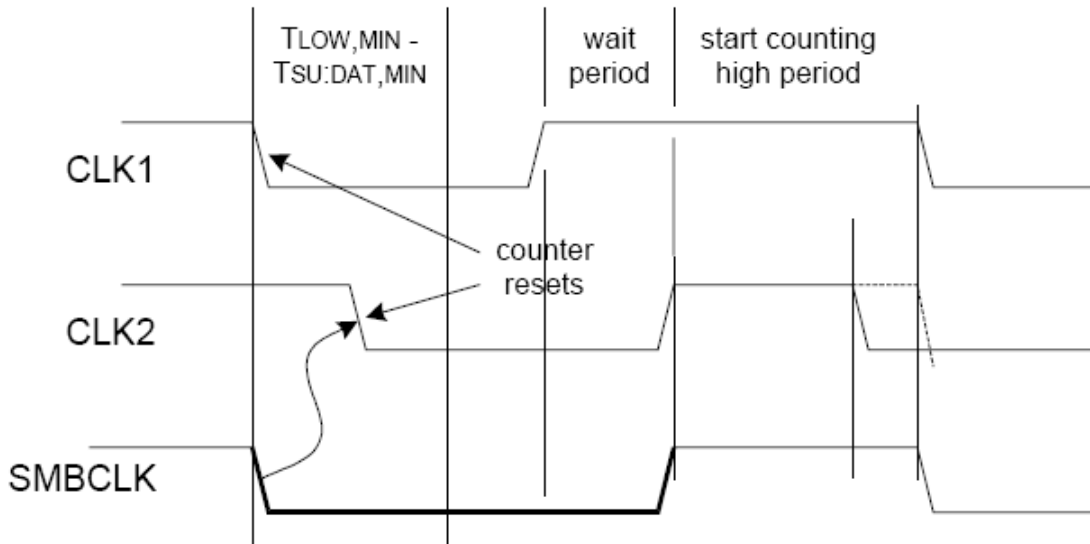 TLOW,MIN -
TSU:DAT,MIN
wait
period
start counting
high period
CLK1
counter
resets
CLK2
SMBCLK